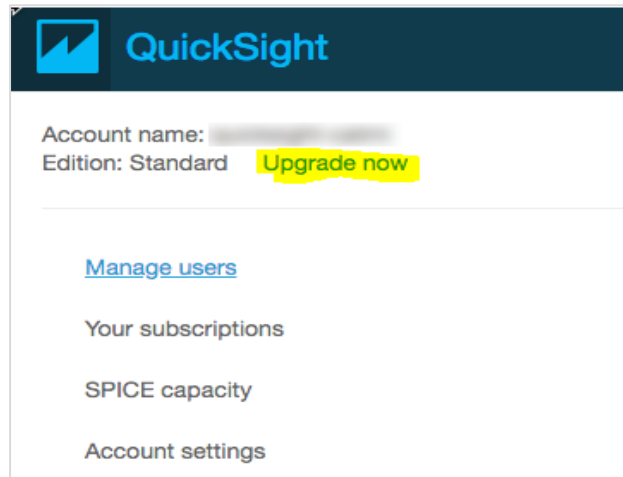 QuickSight
Account name:
Edition: Standard Upgrade now
Manage users
Your subscriptions
SPICE capacity
Account settings